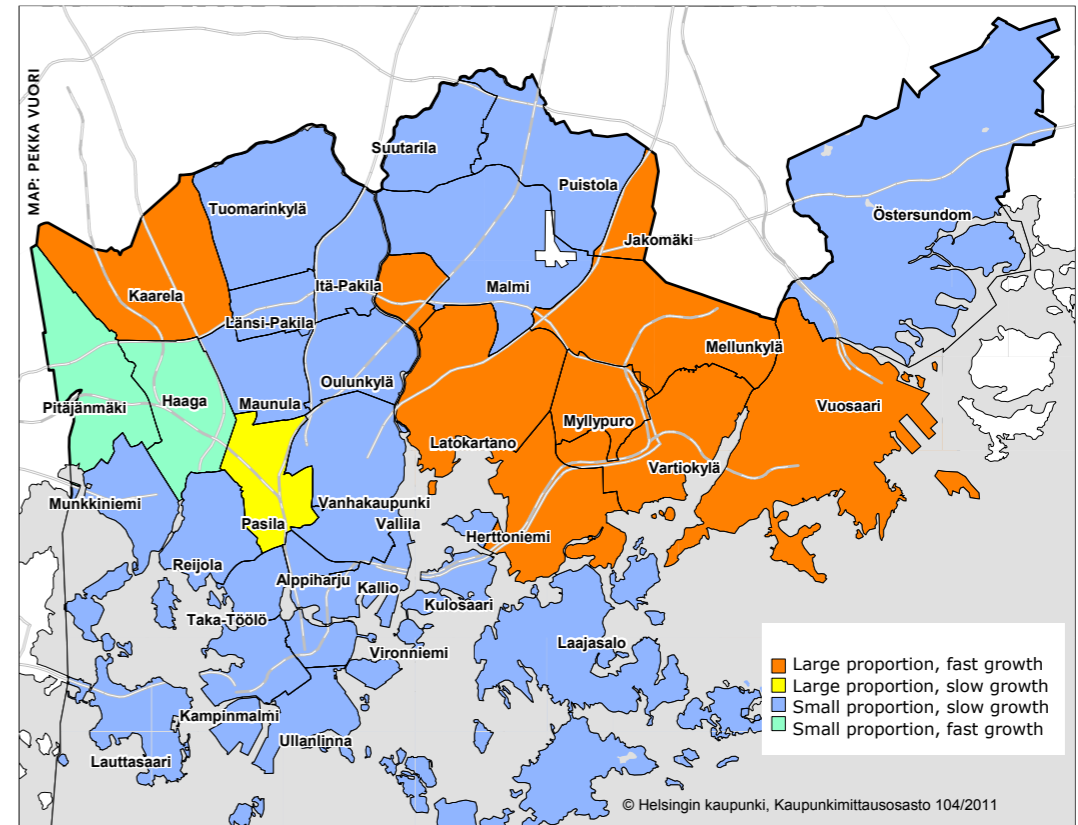 MAP: PEKKA VUORI
Suutarila
Puistola
Tuomarinkylä
Östersundom
Jakomäki
Kaarela
Itä-Pakila
Malmi
Länsi-Pakila
Mellunkylä
Oulunkylä
Haaga
Maunula
Pitäjänmäki
Vuosaari
Myllypuro
Latokartano
Vartiokylä
Munkkiniemi
Vanhakaupunki
Pasila
Vallila
Herttoniemi
Reijola
Alppiharju
Kallio
Kulosaari
Taka-Töölö
Laajasalo
Vironniemi
Kampinmalmi
Ullanlinna
Lauttasaari
Large proportion, fast growth
Large proportion, slow growth
Small proportion, slow growth
Small proportion, fast growth
© Helsingin kaupunki, Kaupunkimittausosasto 104/2011